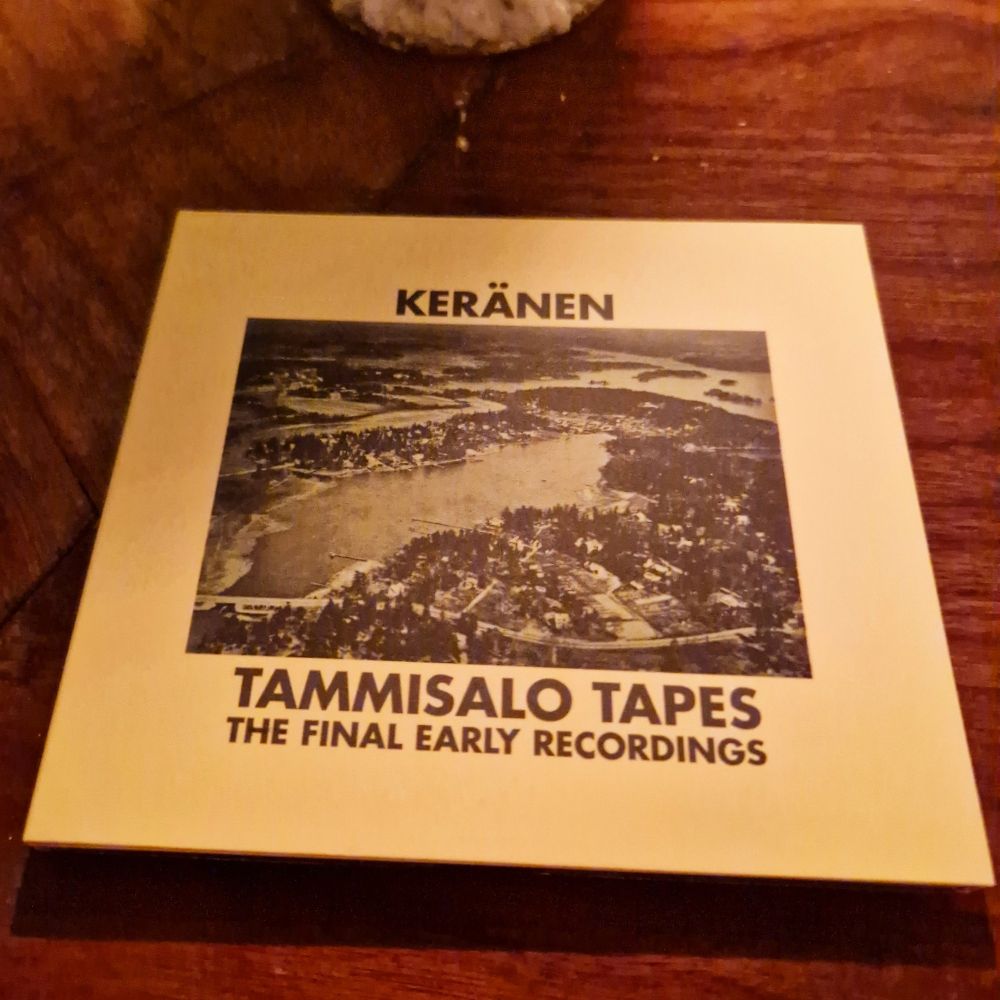 KERÄNEN
TAMMISALO TAPES
THE FINAL EARLY RECORDINGS